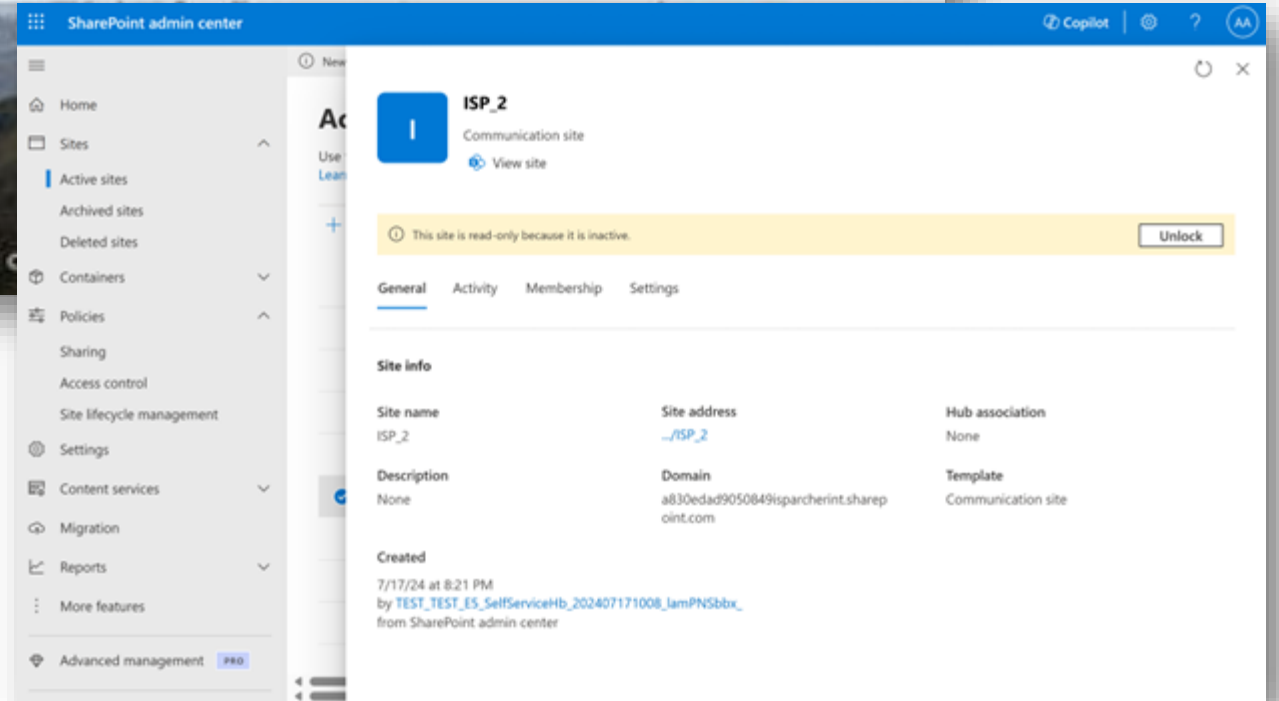 SharePoint admin center
Copilot
?
AA
Home
Sites
Active sites
Archived sites
Deleted sites
Containers
Policies
Sharing
Access control
Site lifecycle management
Settings
Content services
Migration
Reports
More features
Advanced management PRO
New
Ac
Use
Lear
I
ISP_2
Communication site
View site
This site is read-only because it is inactive.
Unlock
General Activity Membership Settings
Site info
Site name Site address Hub association
ISP_2 .../ISP_2 None
Description Domain Template
None a830edad9050849isparcherint.sharep Communication site
oint.com
Created
7/17/24 at 8:21 PM
by TEST_TEST_E5_SelfServiceHb_202407171008_lamPNSbbx_
from SharePoint admin center